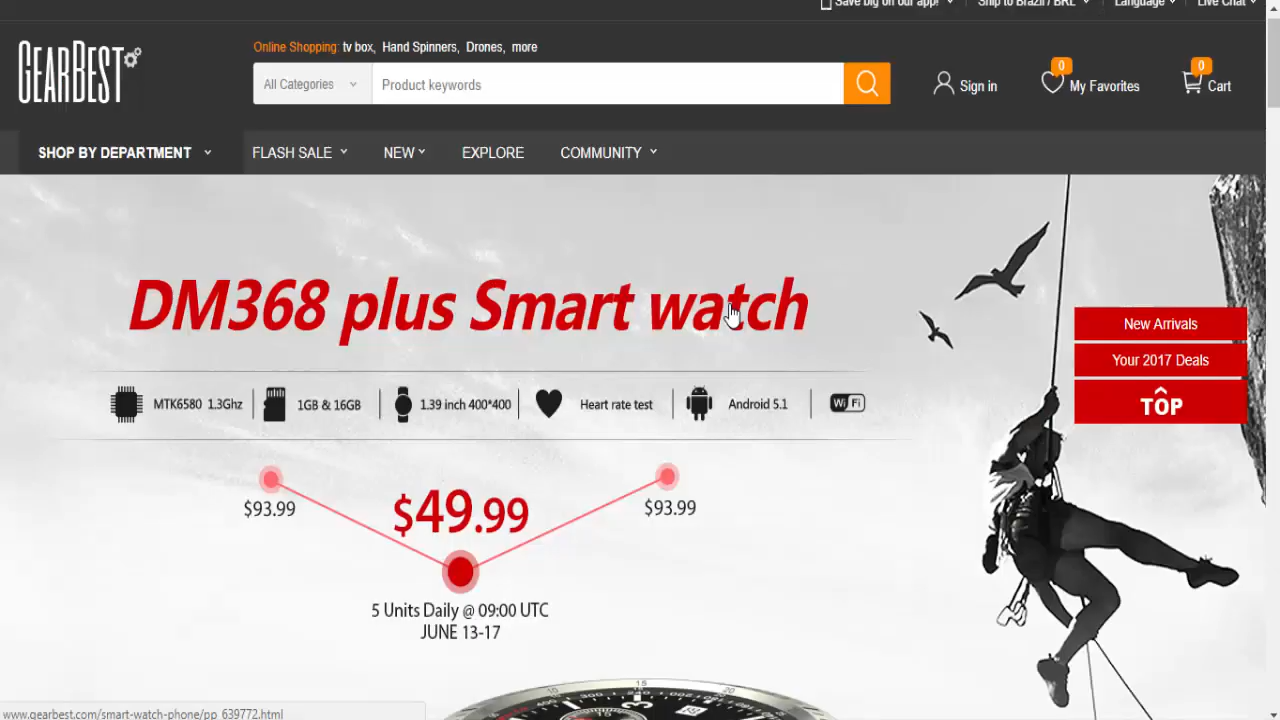 Save big on our app! Ship to Brazil / BRL Language Live Chat
GEARBEST
Online Shopping: tv box, Hand Spinners, Drones, more
All Categories Product keywords
Sign in
0
My Favorites
0
Cart
SHOP BY DEPARTMENT FLASH SALE NEW EXPLORE COMMUNITY
DM368 plus Smart watch
New Arrivals
Your 2017 Deals
TOP
MTK6580 1.3Ghz 1GB & 16GB 1.39 inch 400*400 Heart rate test Android 5.1 WiFi
$93.99 $49.99 $93.99
5 Units Daily @ 09:00 UTC
JUNE 13-17
www.gearbest.com/smart-watch-phone/pp_639772.html